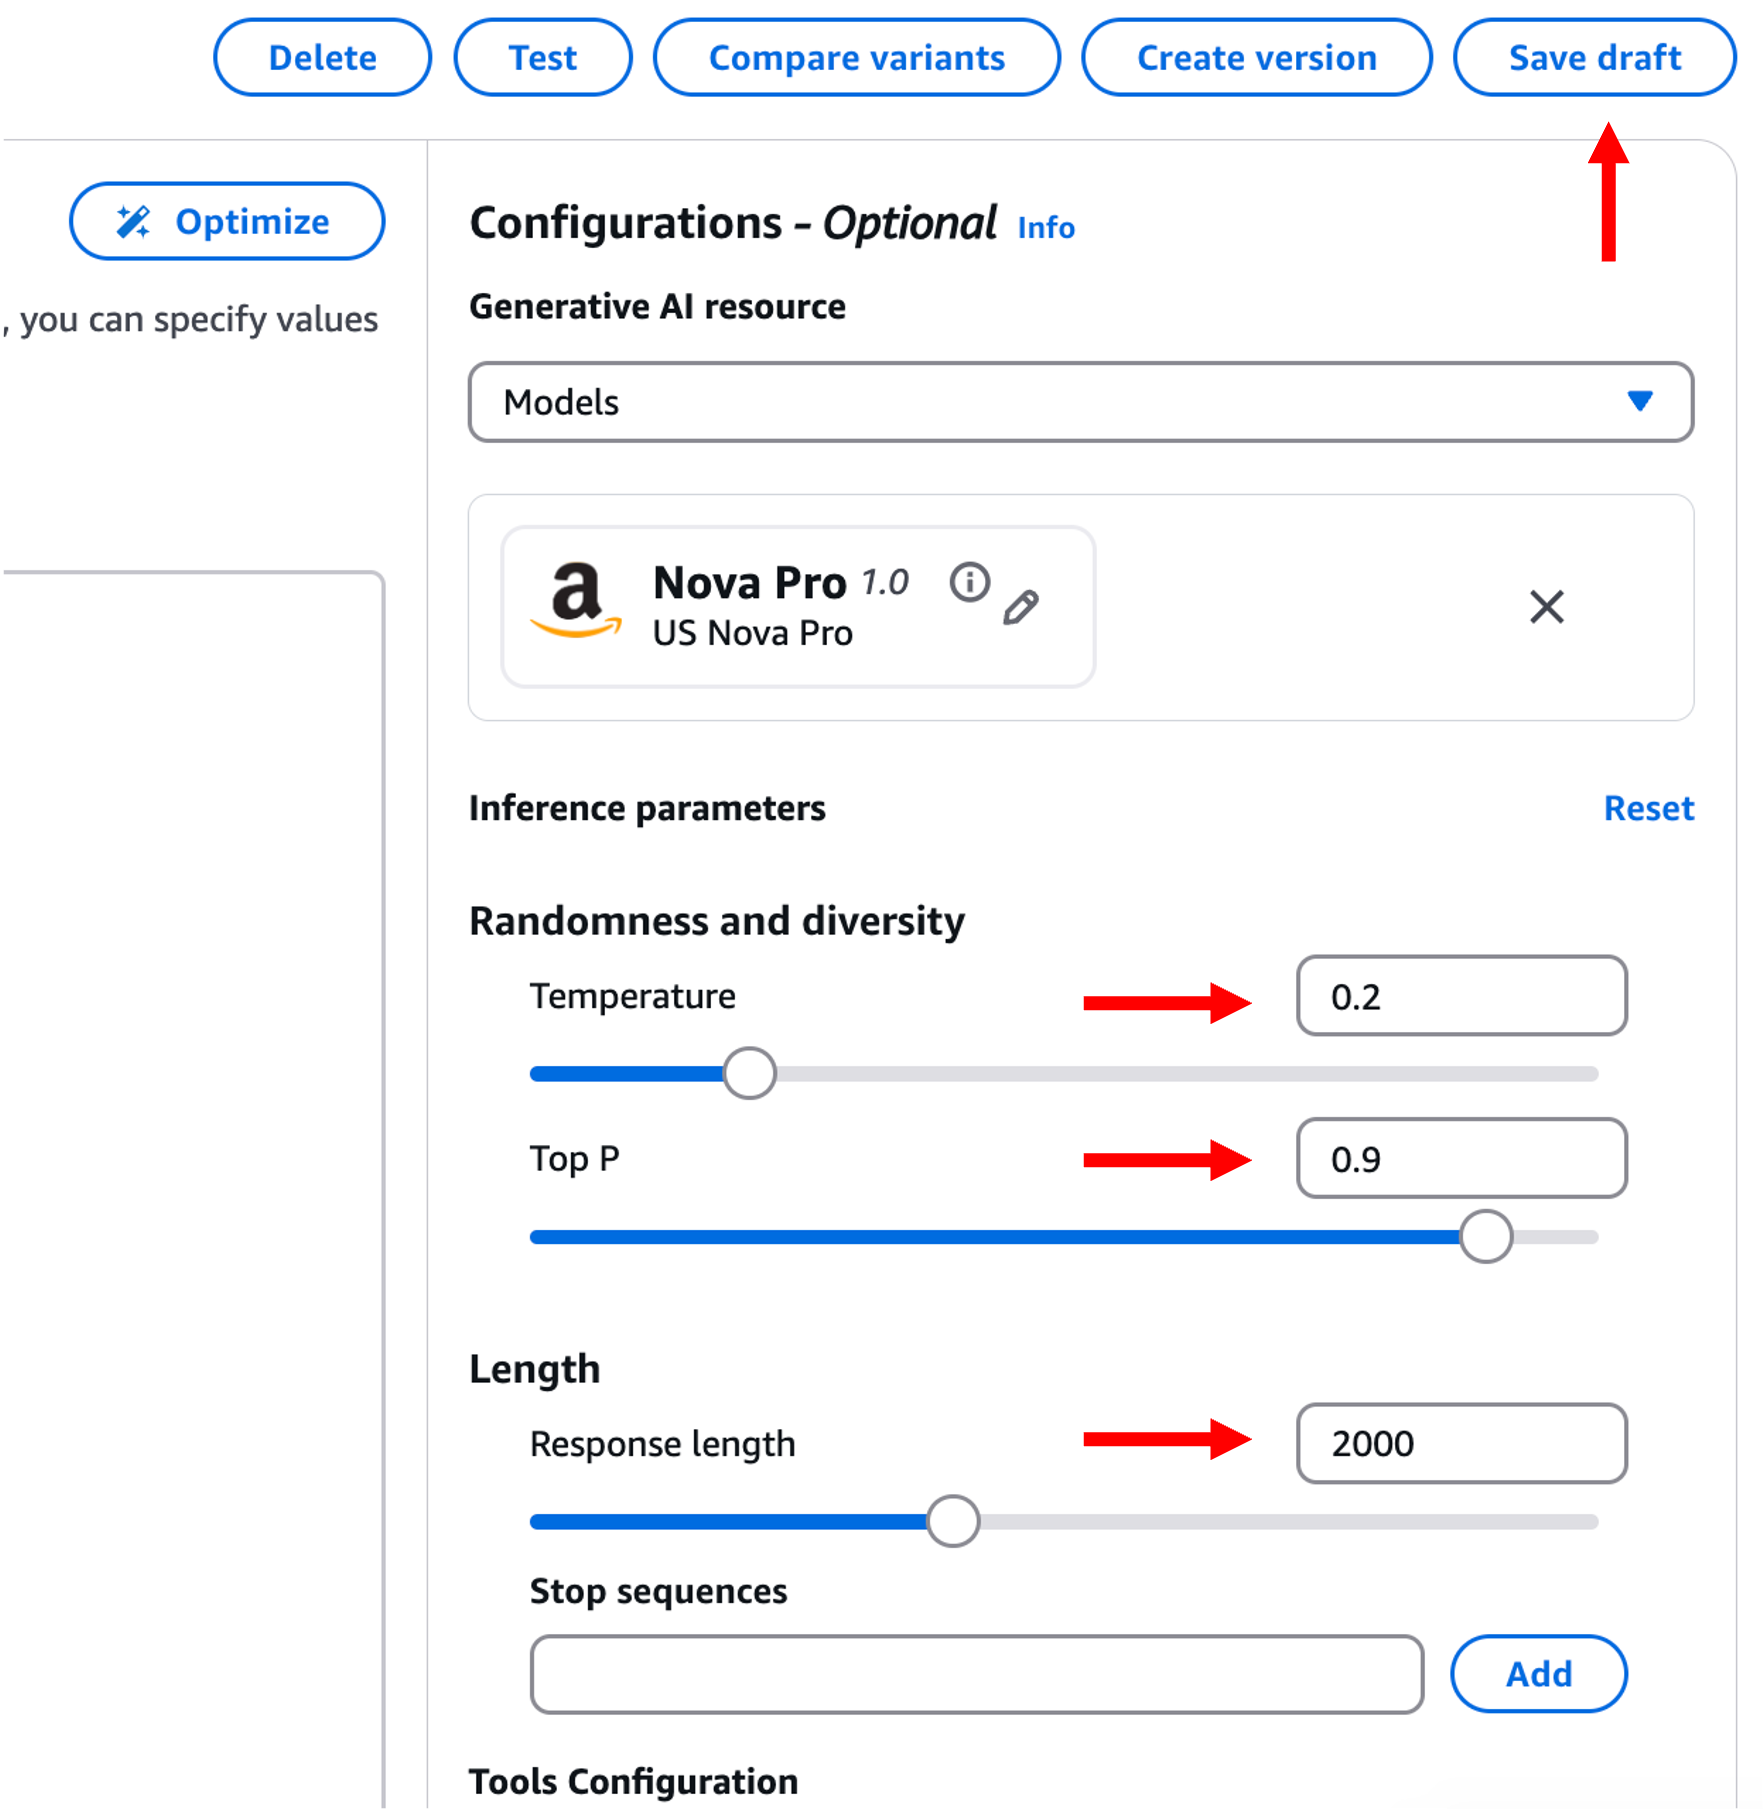 Delete
Test
Compare variants
Create version
Save draft
Optimize
, you can specify values
Configurations - Optional Info
Generative AI resource
Models
Nova Pro 1.0
US Nova Pro
Inference parameters
Reset
Randomness and diversity
Temperature
0.2
Top P
0.9
Length
Response length
2000
Stop sequences
Add
Tools Configuration